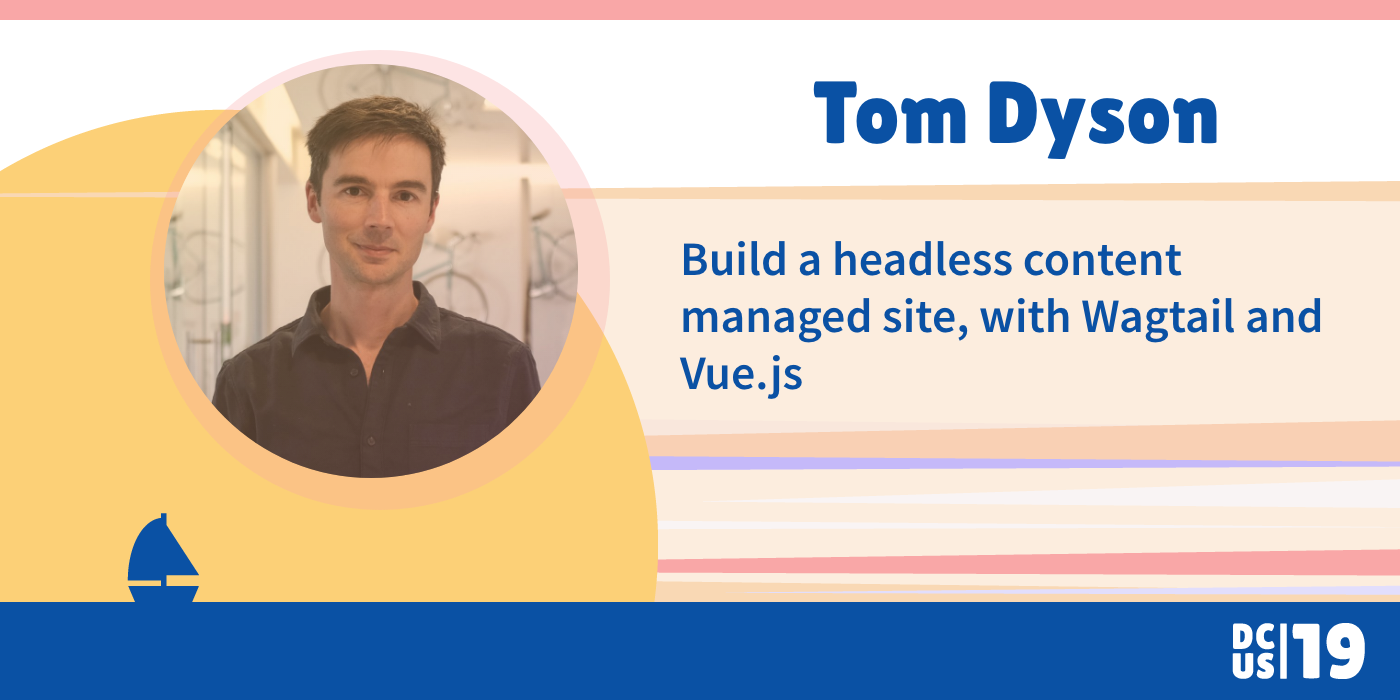 Tom Dyson
Build a headless content
managed site, with Wagtail and
Vue.js
DC
US
19